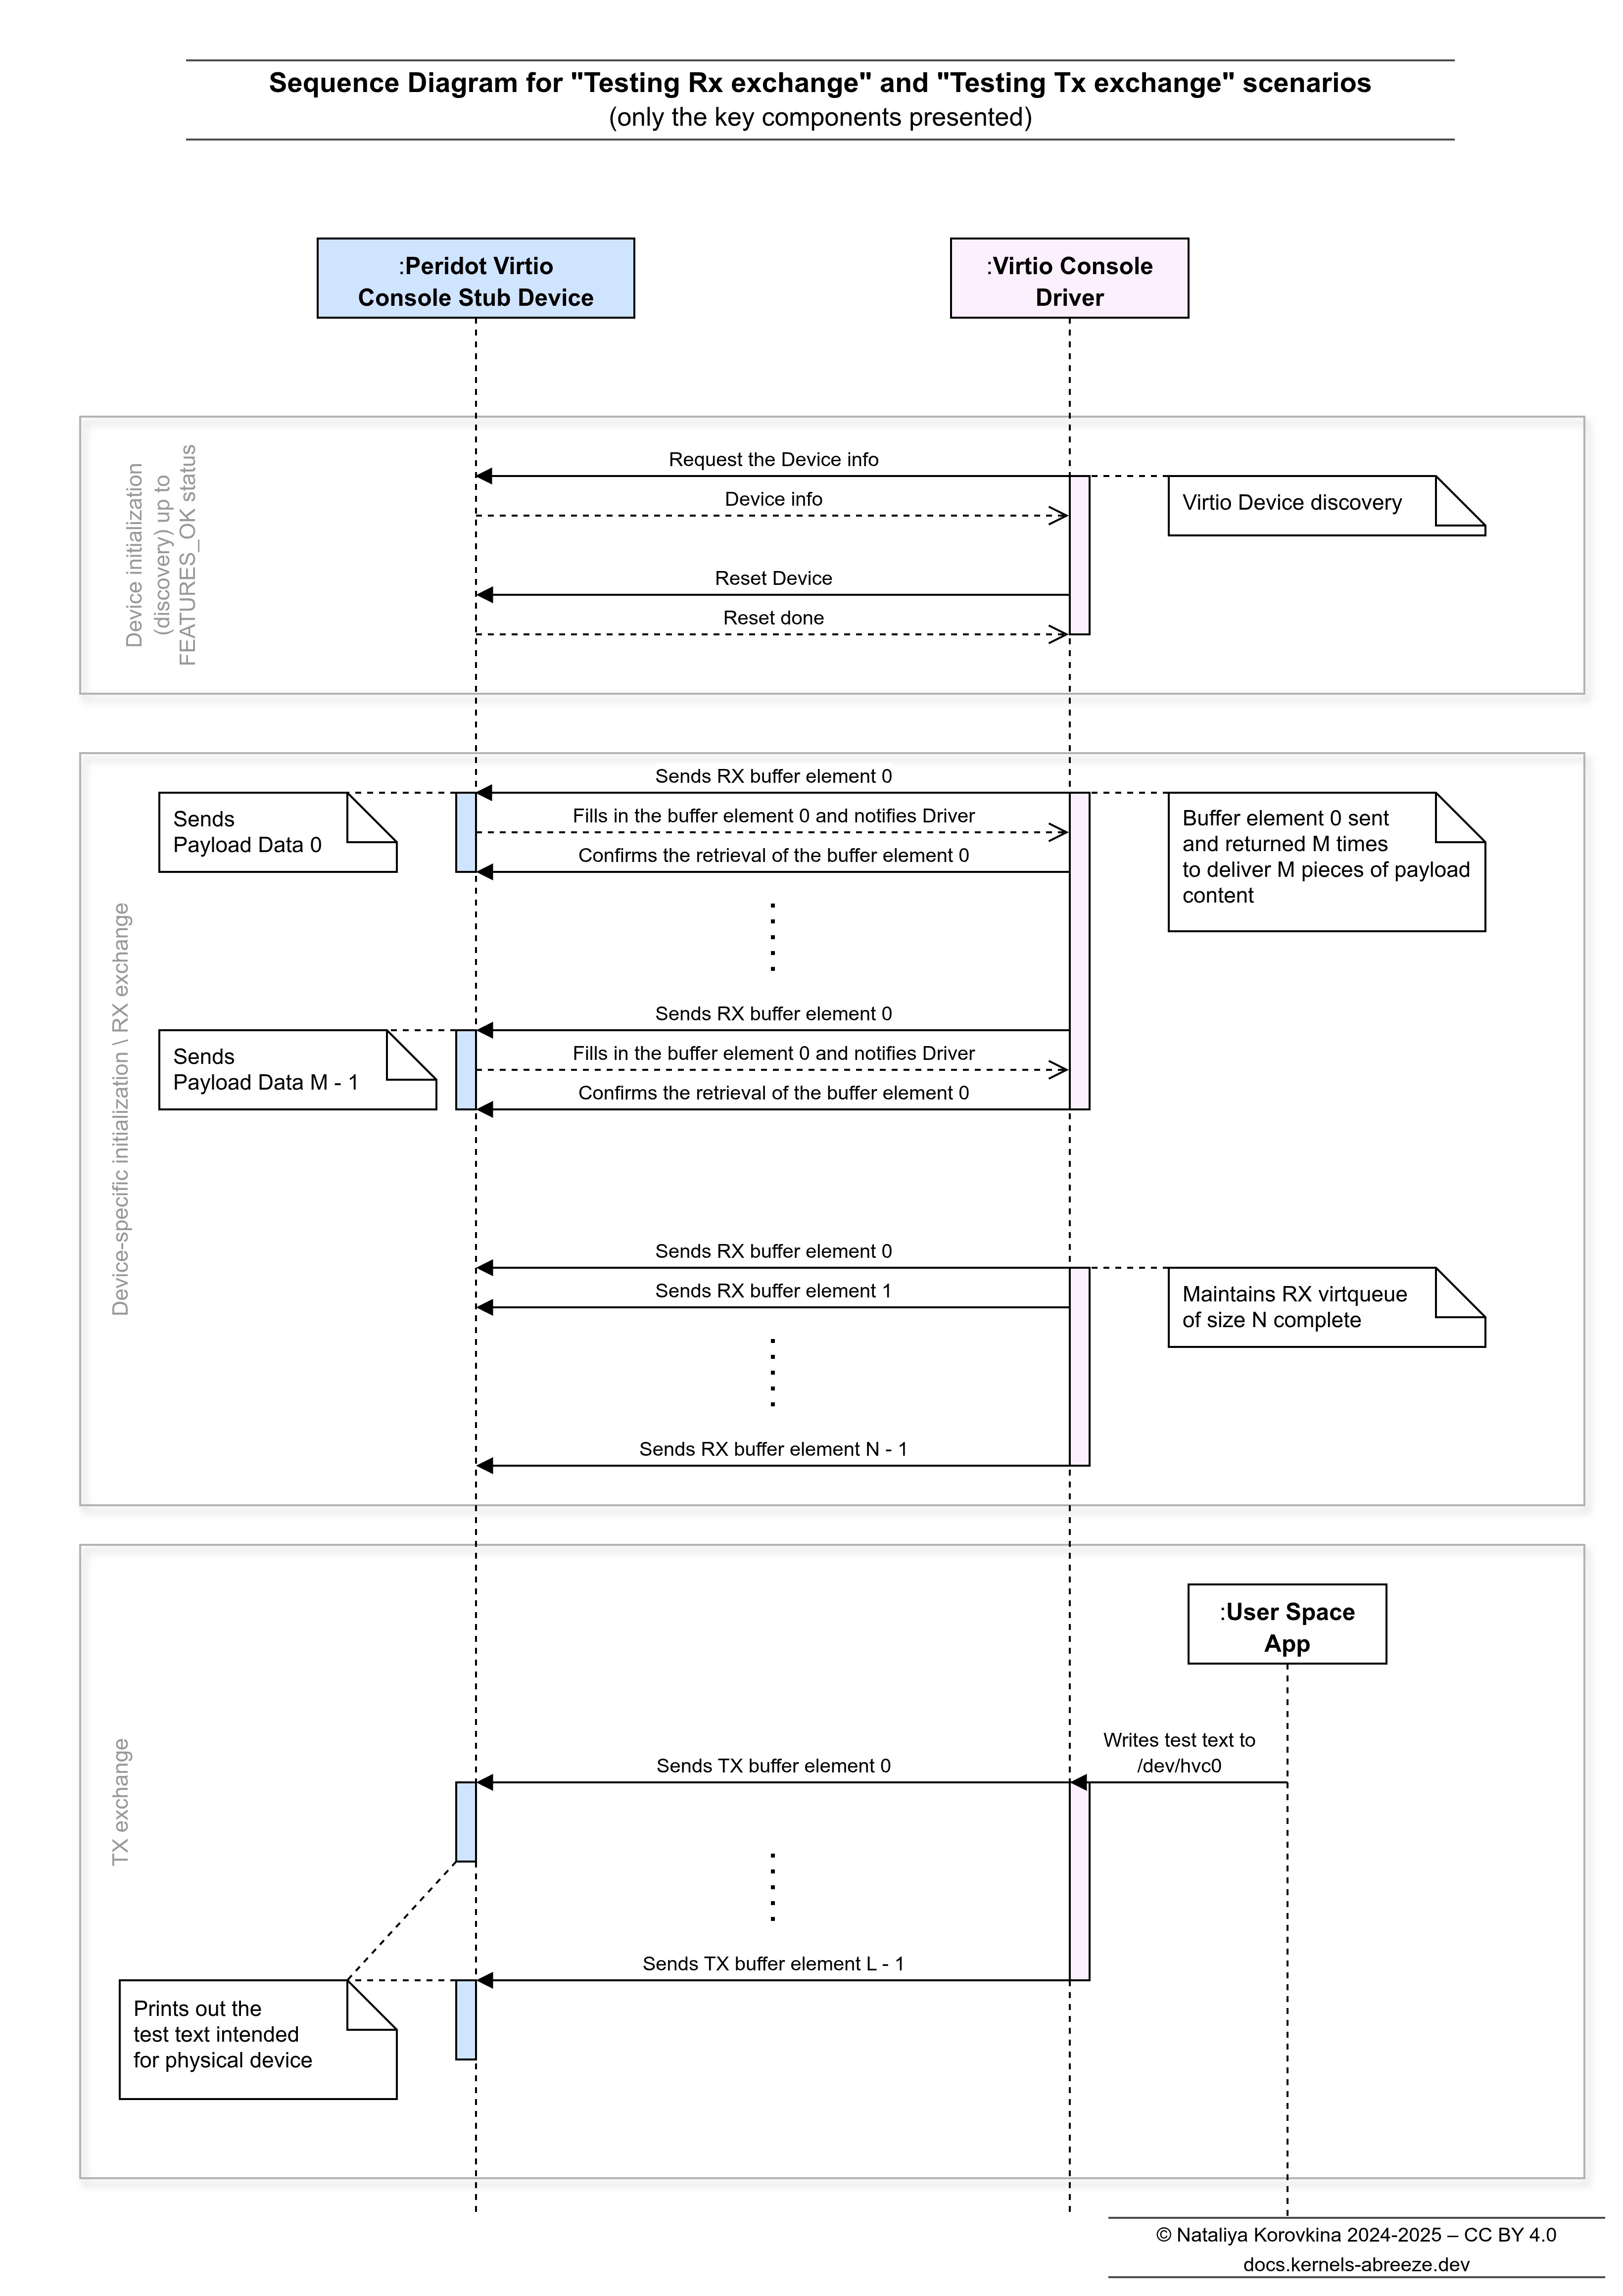 Sequence Diagram for "Testing Rx exchange" and "Testing Tx exchange" scenarios
(only the key components presented)
:Peridot Virtio
Console Stub Device
:Virtio Console
Driver
Device initialization
(discovery) up to
FEATURES_OK status
Request the Device info
Device info
Virtio Device discovery
Reset Device
Reset done
Device-specific initialization \ RX exchange
Sends RX buffer element 0
Sends
Payload Data 0
Fills in the buffer element 0 and notifies Driver
Confirms the retrieval of the buffer element 0
Buffer element 0 sent
and returned M times
to deliver M pieces of payload
content
Sends RX buffer element 0
Sends
Payload Data M - 1
Fills in the buffer element 0 and notifies Driver
Confirms the retrieval of the buffer element 0
Sends RX buffer element 0
Sends RX buffer element 1
Maintains RX virtqueue
of size N complete
Sends RX buffer element N - 1
TX exchange
:User Space
App
Writes test text to
/dev/hvc0
Sends TX buffer element 0
Sends TX buffer element L - 1
Prints out the
test text intended
for physical device
© Nataliya Korovkina 2024-2025 – CC BY 4.0
docs.kernels-abreeze.dev